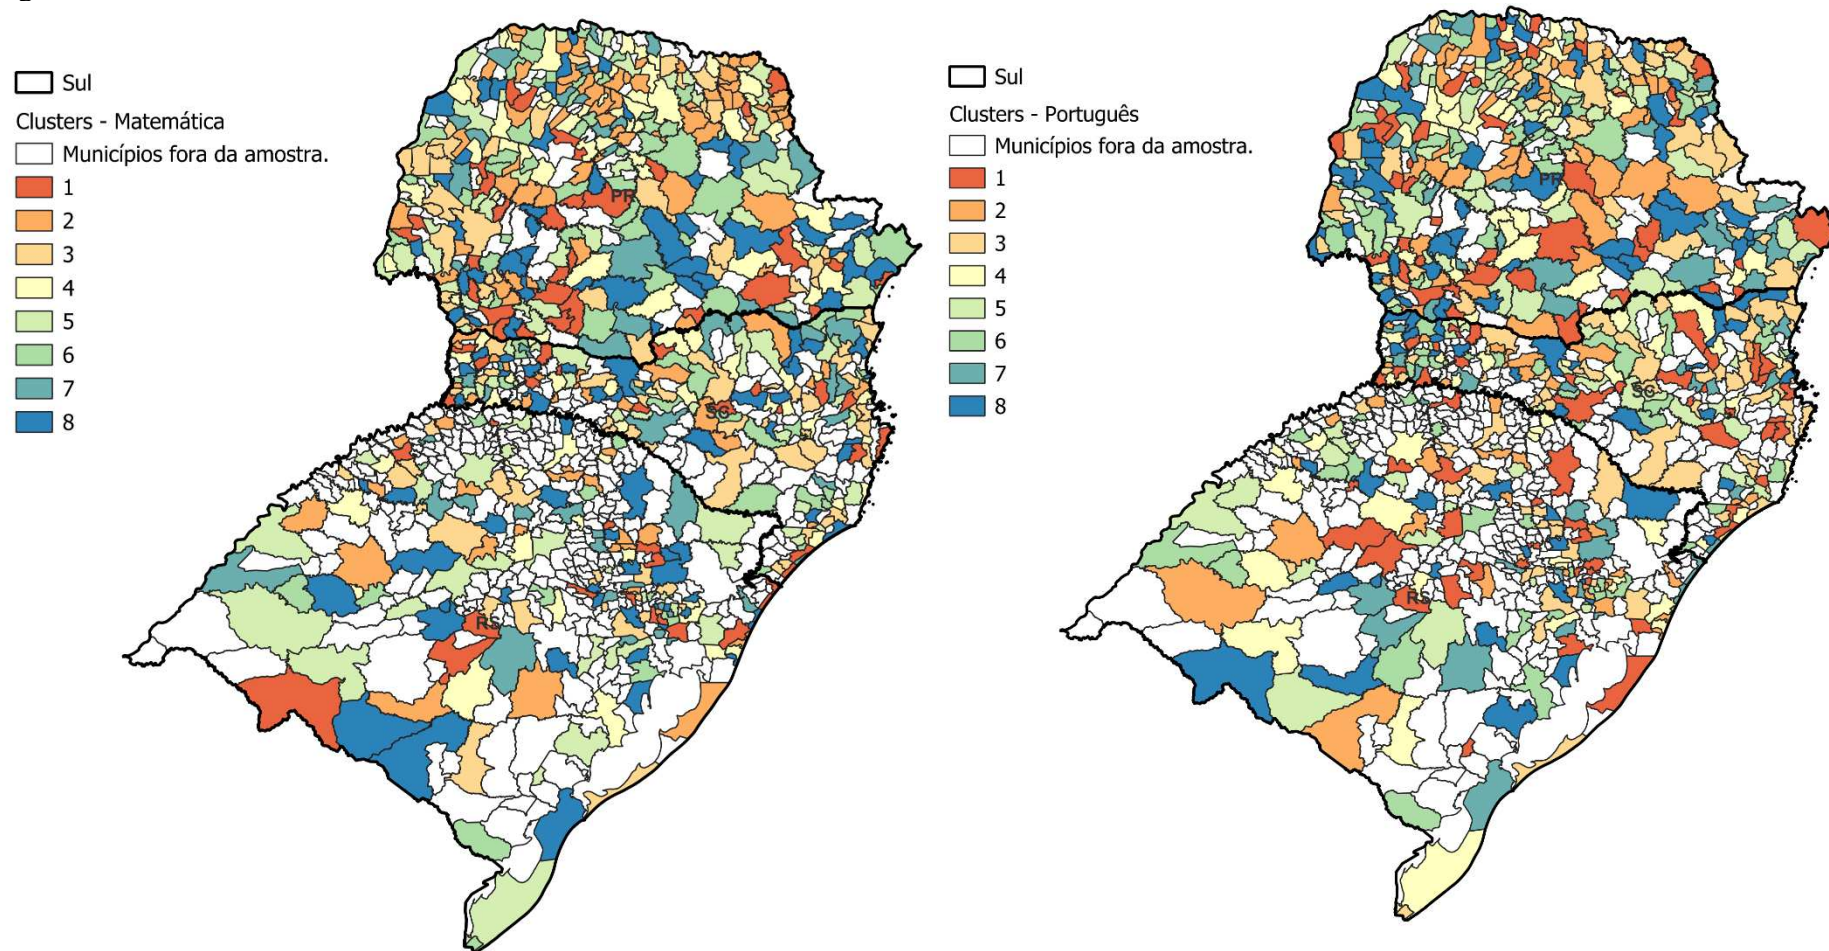 Sul
Clusters - Matemática
Municípios fora da amostra.
1
2
3
4
5
6
7
8
PR
SC
RS
Sul
Clusters - Português
Municípios fora da amostra.
1
2
3
4
5
6
7
8
PR
SC
RS